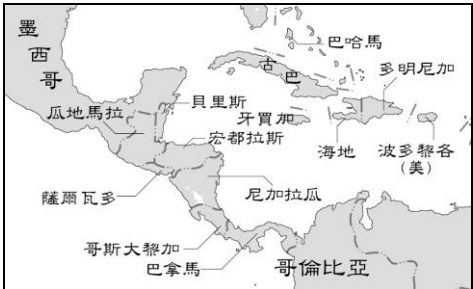 墨西哥
巴哈馬
古巴
多明尼加
貝里斯
瓜地馬拉
牙買加
宏都拉斯
海地
波多黎各
(美)
薩爾瓦多
尼加拉瓜
哥斯大黎加
巴拿馬
哥倫比亞